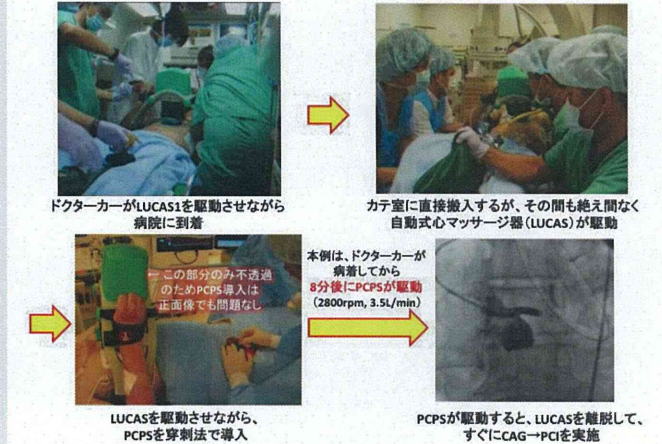 ドクターカーがLUCAS1を駆動させながら
病院に到着
カテ室に直接搬入するが、その間も絶え間なく
自動式心マッサージ器(LUCAS)が駆動
← この部分のみ不透過
のためPCPS導入は
正面像でも問題なし
LUCASを駆動させながら、
PCPSを穿刺法で導入
本例は、ドクターカーが
病着してから
8分後にPCPSが駆動
(2800rpm, 3.5L/min)
PCPSが駆動すると、LUCASを離脱して、
すぐにCAG→PCIを実施